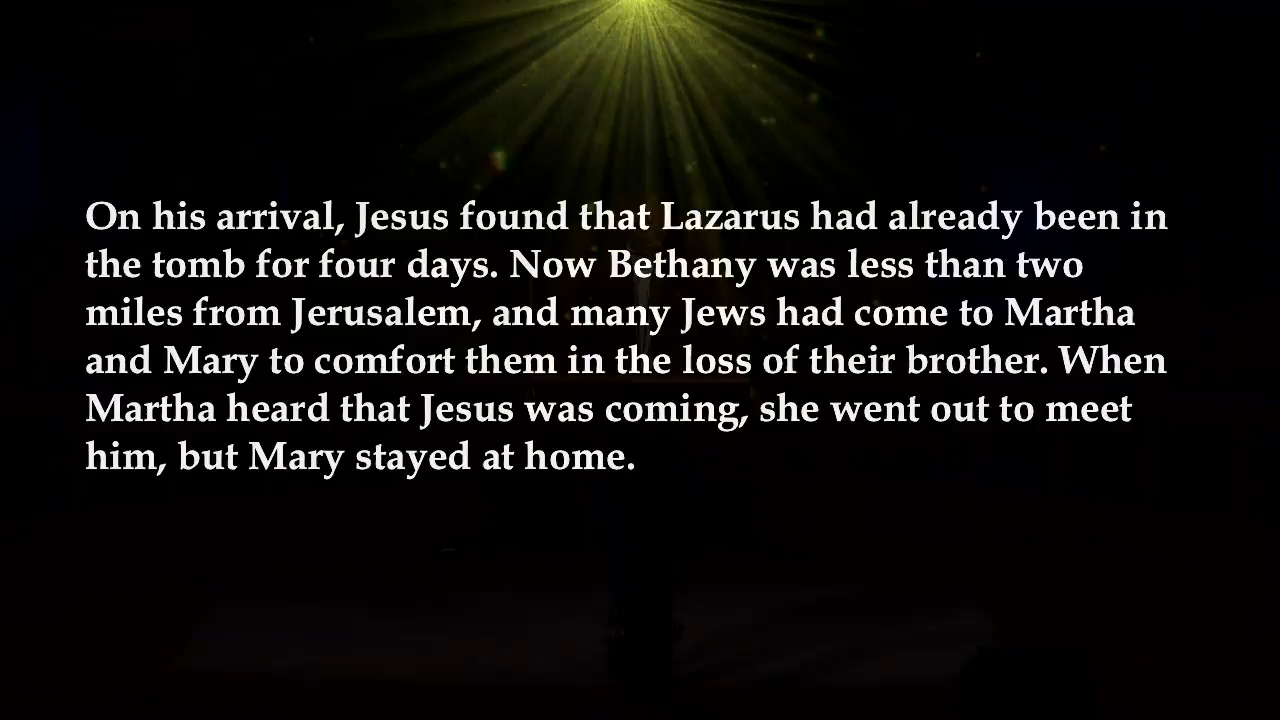 On his arrival, Jesus found that Lazarus had already been in
the tomb for four days. Now Bethany was less than two
miles from Jerusalem, and many Jews had come to Martha
and Mary to comfort them in the loss of their brother. When
Martha heard that Jesus was coming, she went out to meet
him, but Mary stayed at home.